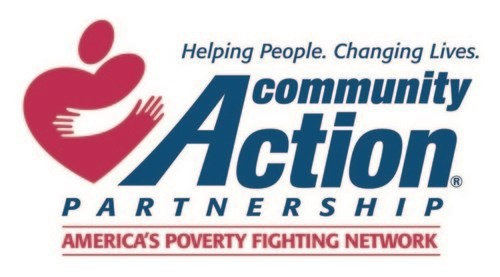 Helping People. Changing Lives.
community
Action®
PARTNERSHIP
AMERICA'S POVERTY FIGHTING NETWORK